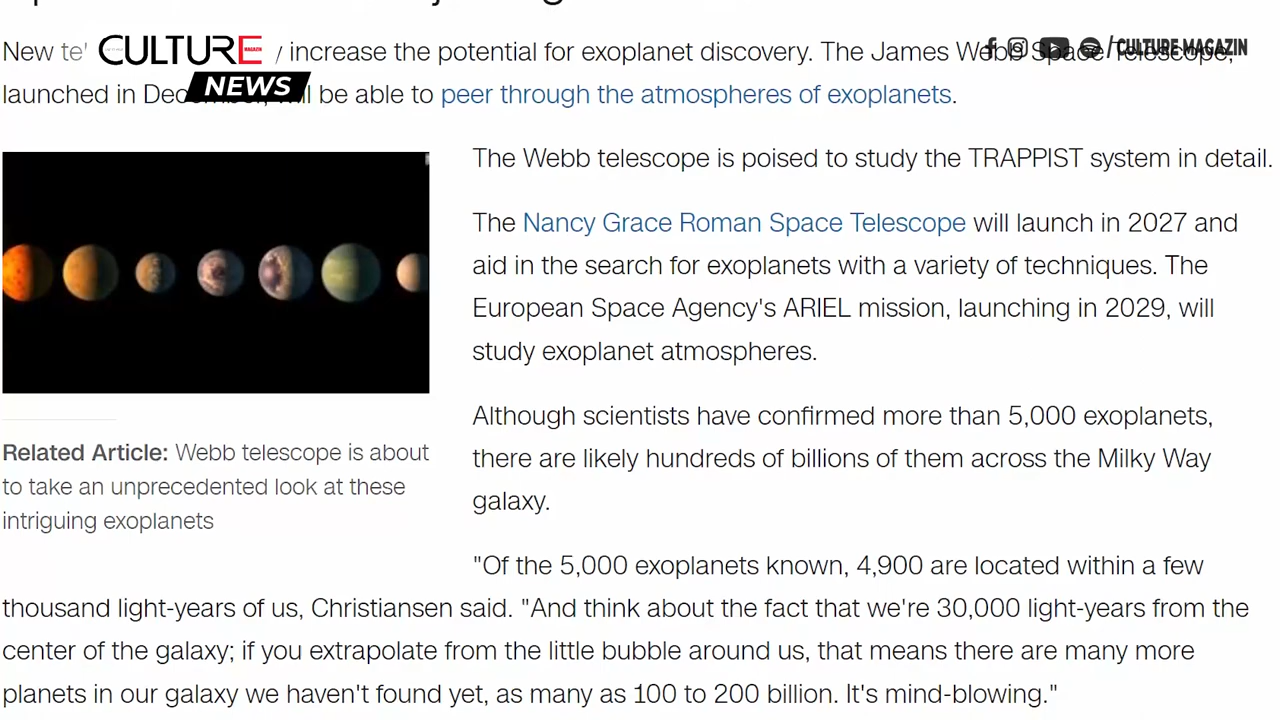 New te
CULTURE
MAGAZIN
y increase the potential for exoplanet discovery. The James Webb Space Telescope,
/CULTURE MAGAZIN
NEWS
launched in December, will be able to peer through the atmospheres of exoplanets.
The Webb telescope is poised to study the TRAPPIST system in detail.
The Nancy Grace Roman Space Telescope will launch in 2027 and
aid in the search for exoplanets with a variety of techniques. The
European Space Agency's ARIEL mission, launching in 2029, will
study exoplanet atmospheres.
Related Article: Webb telescope is about
to take an unprecedented look at these
intriguing exoplanets
Although scientists have confirmed more than 5,000 exoplanets,
there are likely hundreds of billions of them across the Milky Way
galaxy.
"Of the 5,000 exoplanets known, 4,900 are located within a few
thousand light-years of us, Christiansen said. "And think about the fact that we're 30,000 light-years from the
center of the galaxy; if you extrapolate from the little bubble around us, that means there are many more
planets in our galaxy we haven't found yet, as many as 100 to 200 billion. It's mind-blowing."